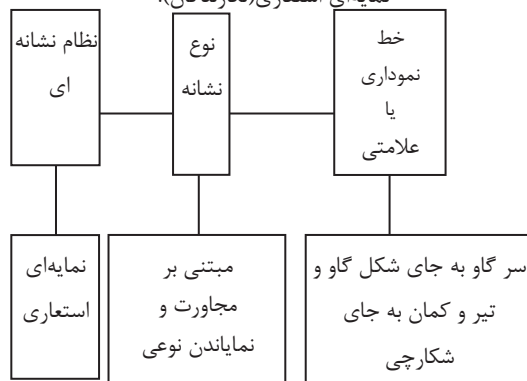 نمایه‌ای استعاری(نگارندگان).
خط
نموداری
یا
علامتی
نوع
نشانه
نظام نشانه
ای
سر گاو به جای شکل گاو و
تیر و کمان به جای
شکارچی
مبتنی بر
مجاورت و
نمایاندن نوعی
نمایه‌ای
استعاری